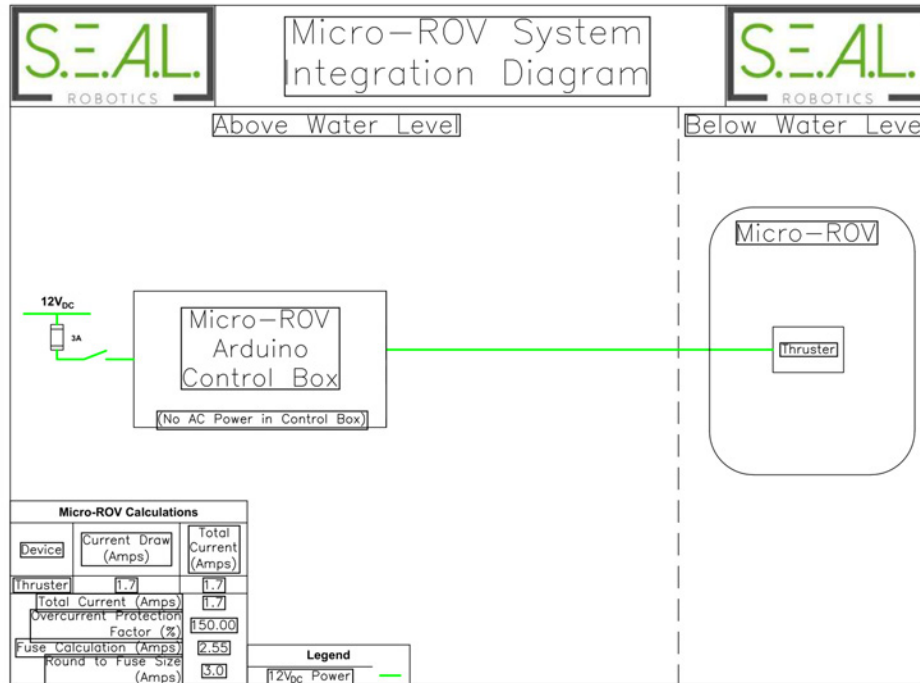 S.E.A.L.
ROBOTICS
Micro-ROV System
Integration Diagram
S.E.A.L.
ROBOTICS
Above Water Level
Below Water Leve
Micro-ROV
12VDC
3A
Micro-ROV
Arduino
Control Box
(No AC Power in Control Box)
Thruster
Micro-ROV Calculations
Device
Current Draw
(Amps)
Total
Current
(Amps)
Thruster 1.7 1.7
Total Current (Amps) 1.7
Overcurrent Protection
Factor (%) 150.00
Fuse Calculation (Amps) 2.55
Round to Fuse Size
(Amps) 3.0
Legend
12VDC Power